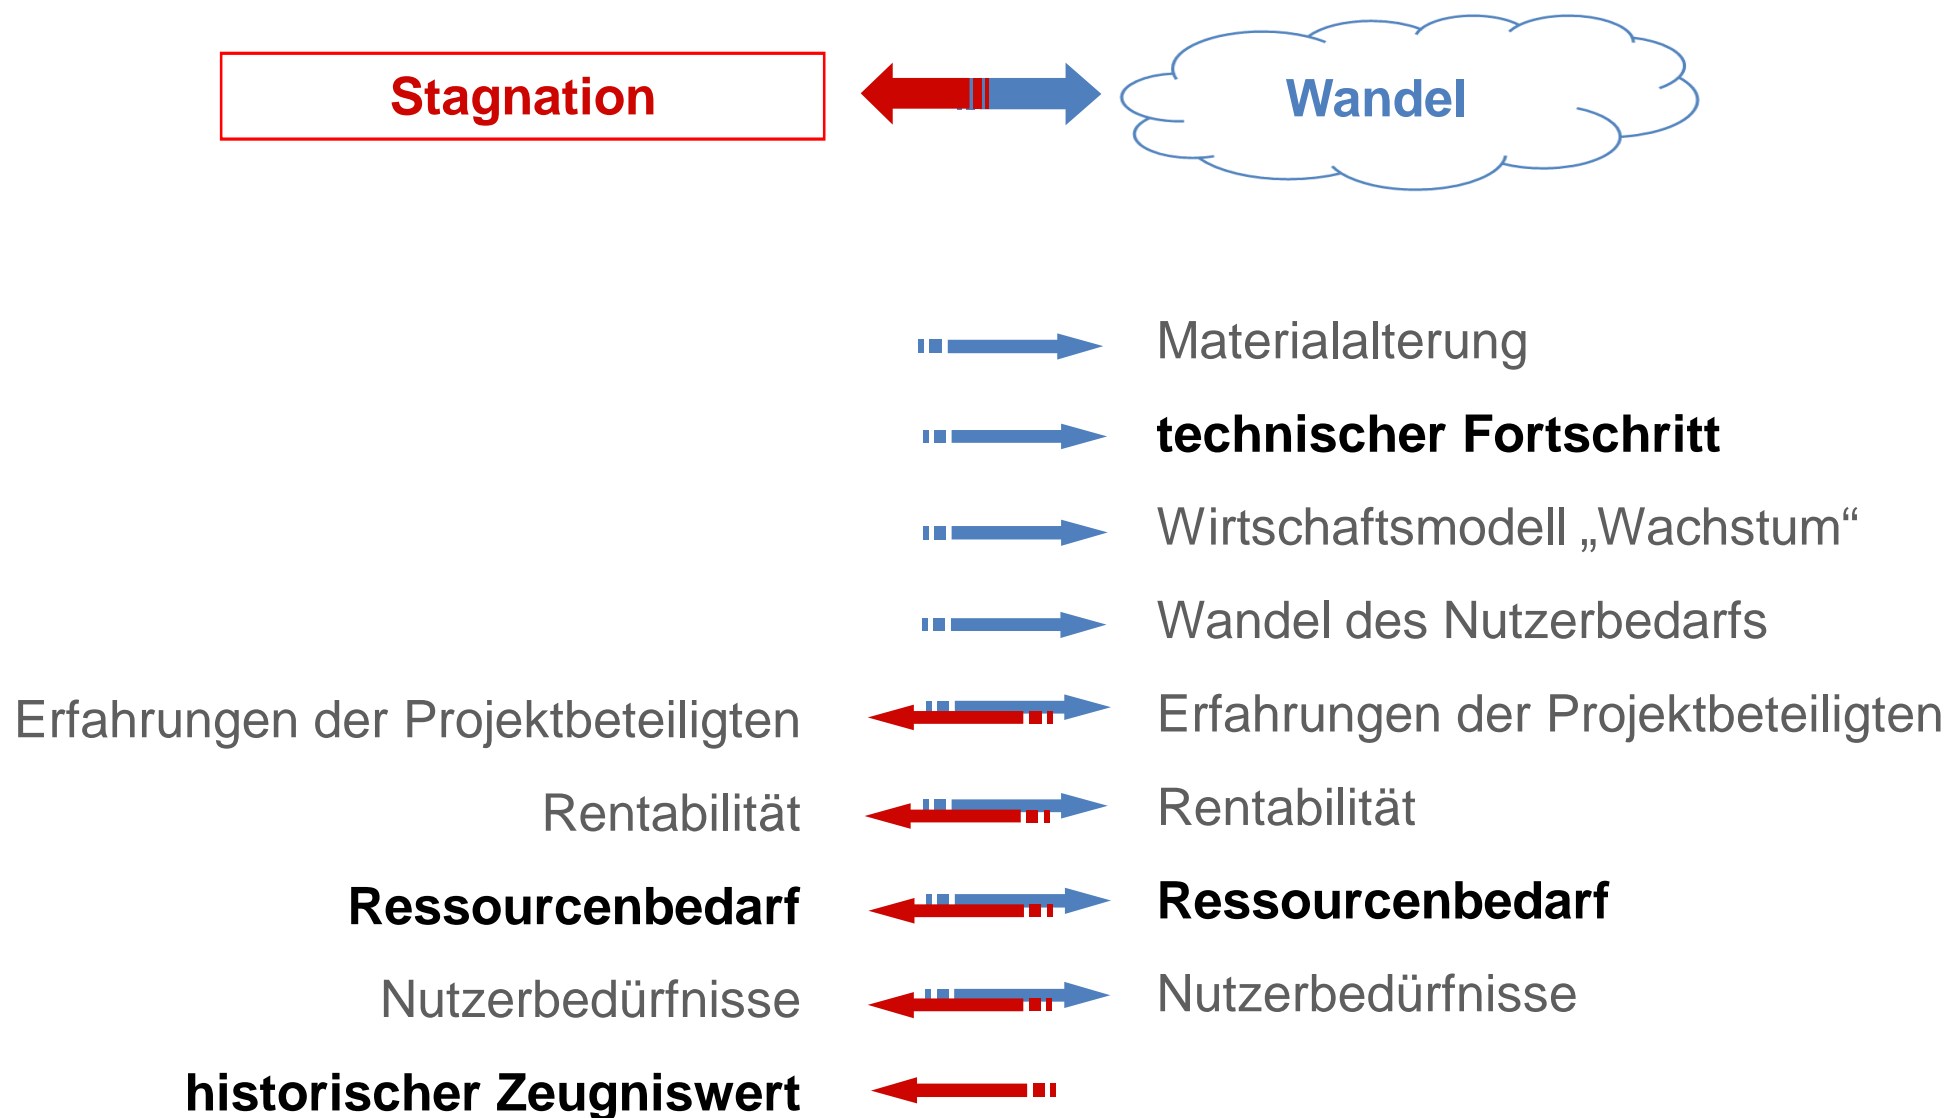 Stagnation
Wandel
Materialalterung
technischer Fortschritt
Wirtschaftsmodell „Wachstum“
Wandel des Nutzerbedarfs
Erfahrungen der Projektbeteiligten
Erfahrungen der Projektbeteiligten
Rentabilität
Rentabilität
Ressourcenbedarf
Ressourcenbedarf
Nutzerbedürfnisse
Nutzerbedürfnisse
historischer Zeugniswert